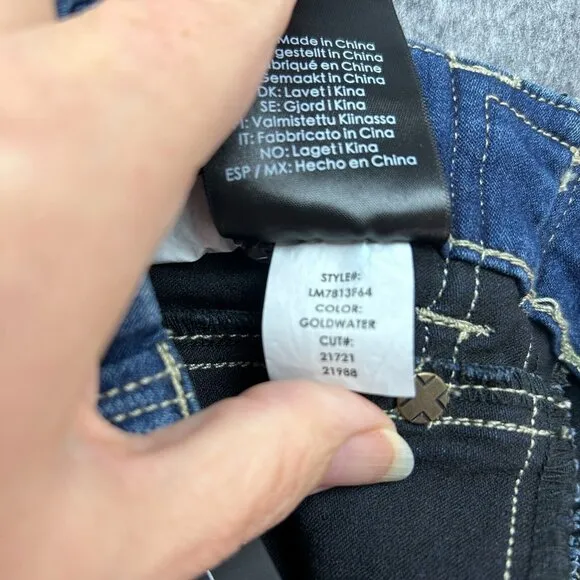 Made in China
gestellt in China
abriqué en Chine
Gemaakt in China
DK: Lavet i Kina
SE: Gjord i Kina
FI: Valmistettu Kiinassa
IT: Fabbricato in Cina
NO: Laget i Kina
ESP / MX: Hecho en China
STYLE#:
LM7813F64
COLOR:
GOLDWATER
CUT#:
21721
21988